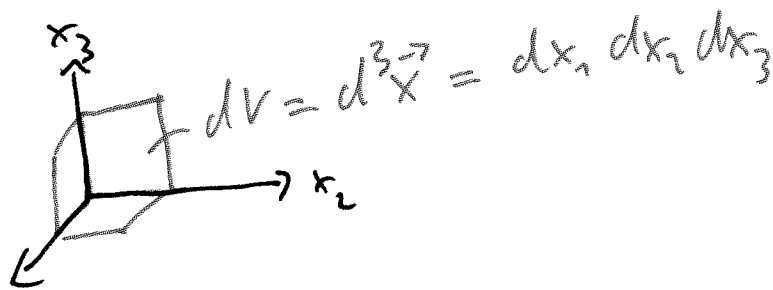 x₃
dV = d³x⃗ = dx₁ dx₂ dx₃
x₂